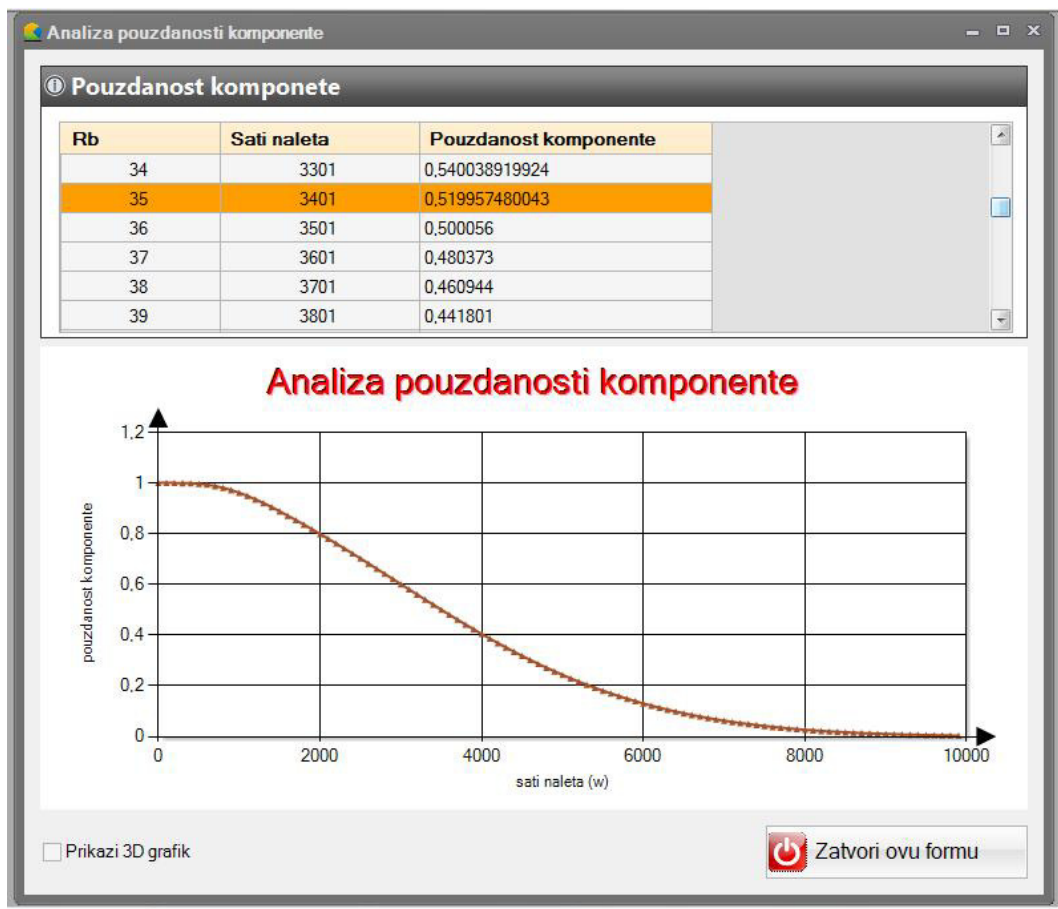 Analiza pouzdanosti komponente
Pouzdanost komponete
Rb Sati naleta Pouzdanost komponente
34 3301 0,540038919924
35 3401 0,519957480043
36 3501 0,500056
37 3601 0,480373
38 3701 0,460944
39 3801 0,441801
Analiza pouzdanosti komponente
1,2
1
0,8
0,6
0,4
0,2
0
pouzdanost komponente
0 2000 4000 6000 8000 10000
sati naleta (w)
Prikazi 3D grafik
Zatvori ovu formu